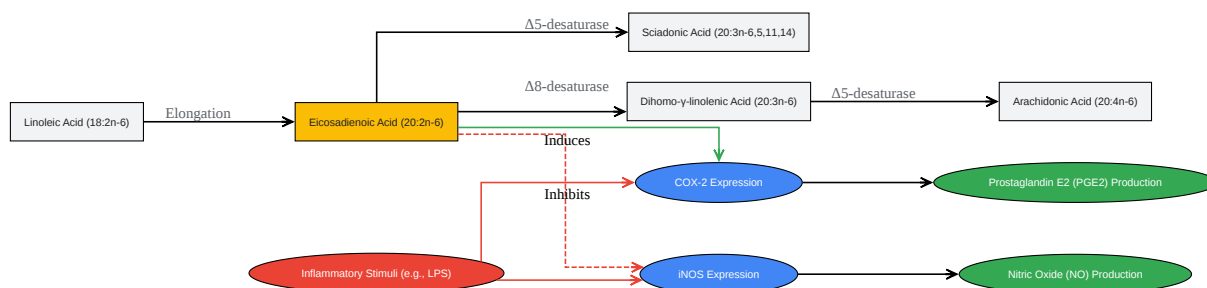 Δ5-desaturase
Sciadonic Acid (20:3n-6,5,11,14)
Δ8-desaturase
Δ5-desaturase
Elongation
Linoleic Acid (18:2n-6)
Eicosadienoic Acid (20:2n-6)
Dihomo-γ-linolenic Acid (20:3n-6)
Arachidonic Acid (20:4n-6)
Induces
COX-2 Expression
Prostaglandin E2 (PGE2) Production
Inhibits
Inflammatory Stimuli (e.g., LPS)
iNOS Expression
Nitric Oxide (NO) Production